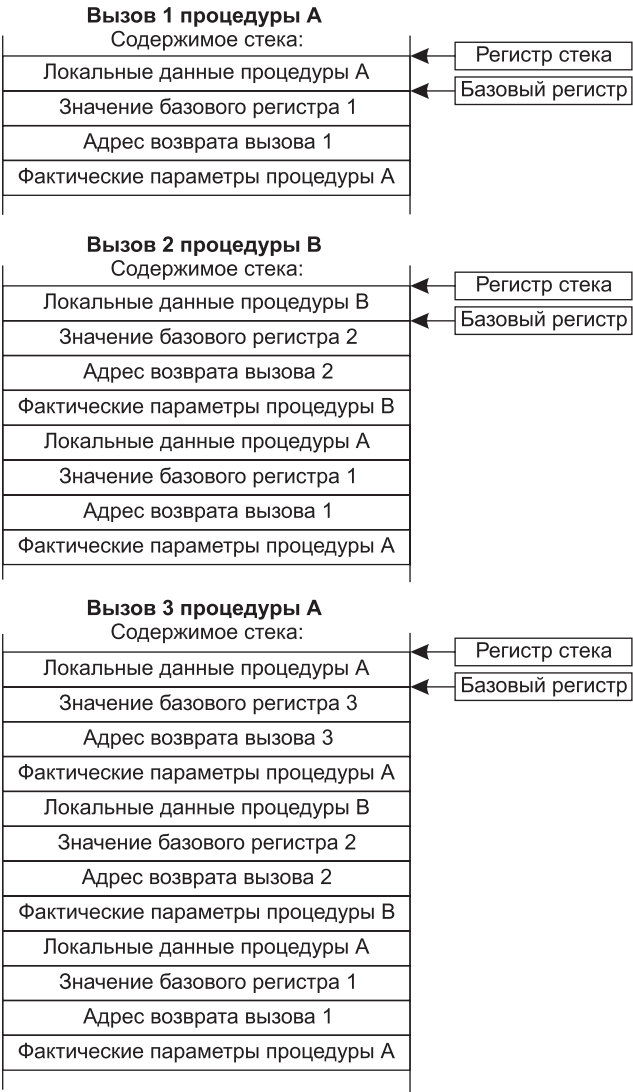 Вызов 1 процедуры А
Содержимое стека:
Регистр стека
Локальные данные процедуры А
Базовый регистр
Значение базового регистра 1
Адрес возврата вызова 1
Фактические параметры процедуры А
Вызов 2 процедуры В
Содержимое стека:
Регистр стека
Локальные данные процедуры В
Базовый регистр
Значение базового регистра 2
Адрес возврата вызова 2
Фактические параметры процедуры В
Локальные данные процедуры А
Значение базового регистра 1
Адрес возврата вызова 1
Фактические параметры процедуры А
Вызов 3 процедуры А
Содержимое стека:
Регистр стека
Локальные данные процедуры А
Базовый регистр
Значение базового регистра 3
Адрес возврата вызова 3
Фактические параметры процедуры А
Локальные данные процедуры В
Значение базового регистра 2
Адрес возврата вызова 2
Фактические параметры процедуры В
Локальные данные процедуры А
Значение базового регистра 1
Адрес возврата вызова 1
Фактические параметры процедуры А